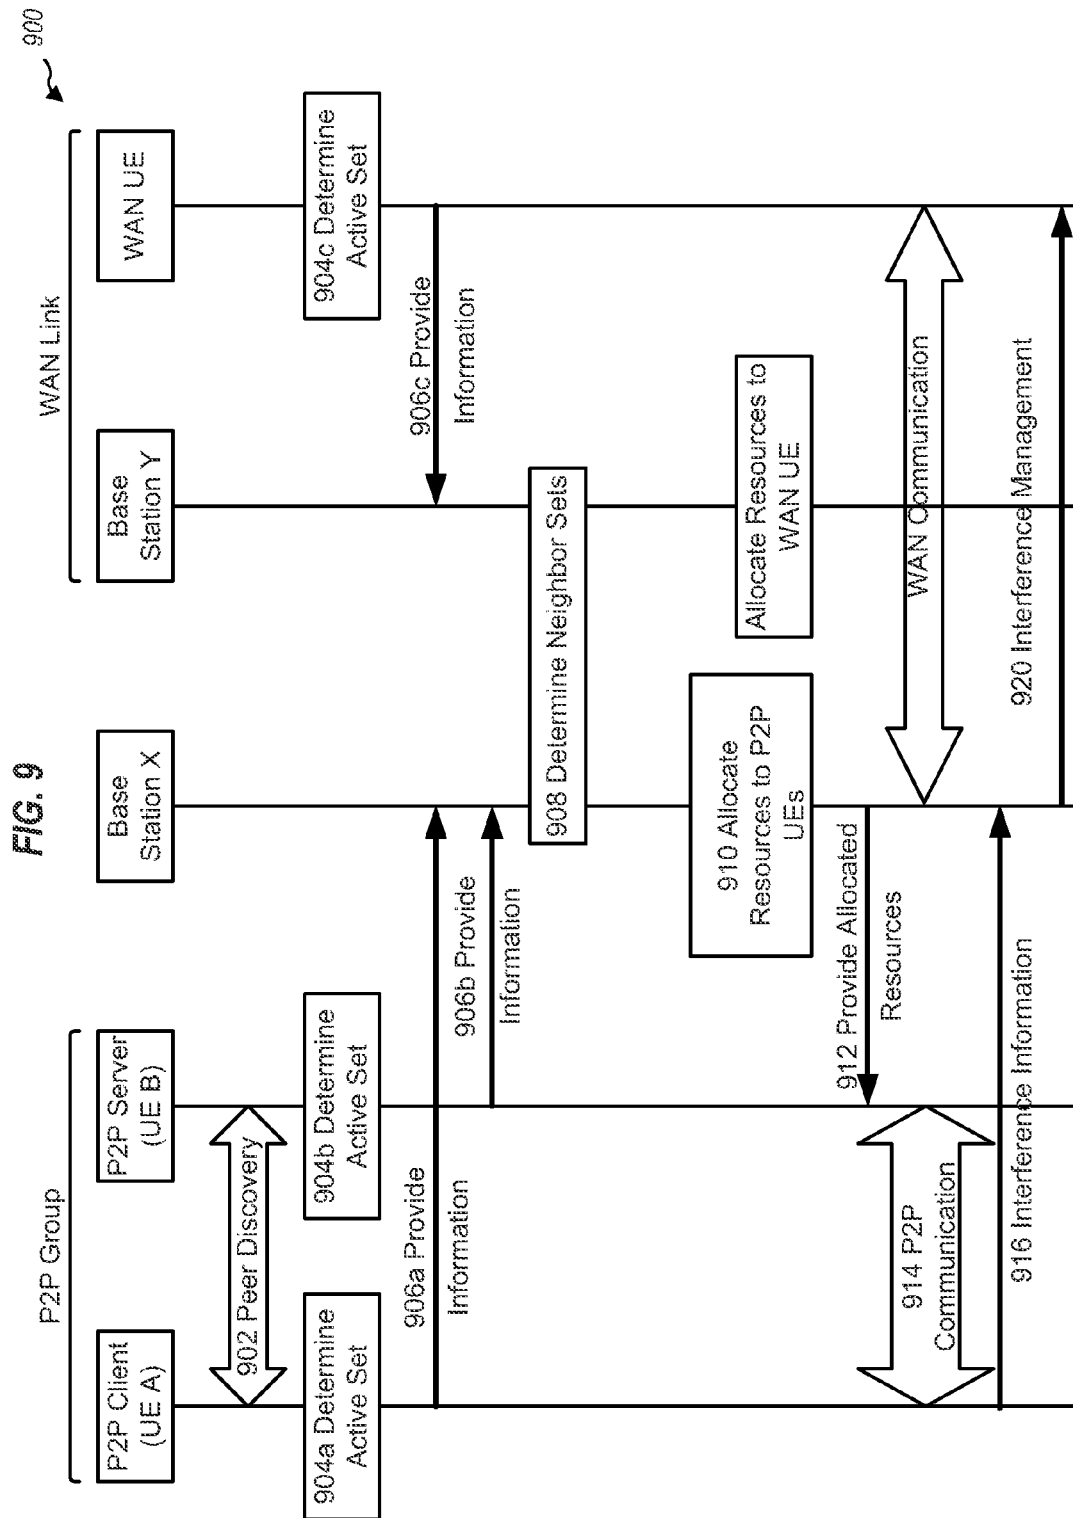 FIG. 9
900
P2P Group
WAN Link
P2P Client
(UE A)
P2P Server
(UE B)
Base
Station X
Base
Station Y
WAN UE
902 Peer Discovery
904a Determine
Active Set
904b Determine
Active Set
904c Determine
Active Set
906a Provide
Information
906b Provide
Information
906c Provide
Information
908 Determine Neighbor Sets
910 Allocate
Resources to P2P
UEs
Allocate Resources to
WAN UE
912 Provide Allocated
Resources
914 P2P
Communication
WAN Communication
916 Interference Information
920 Interference Management